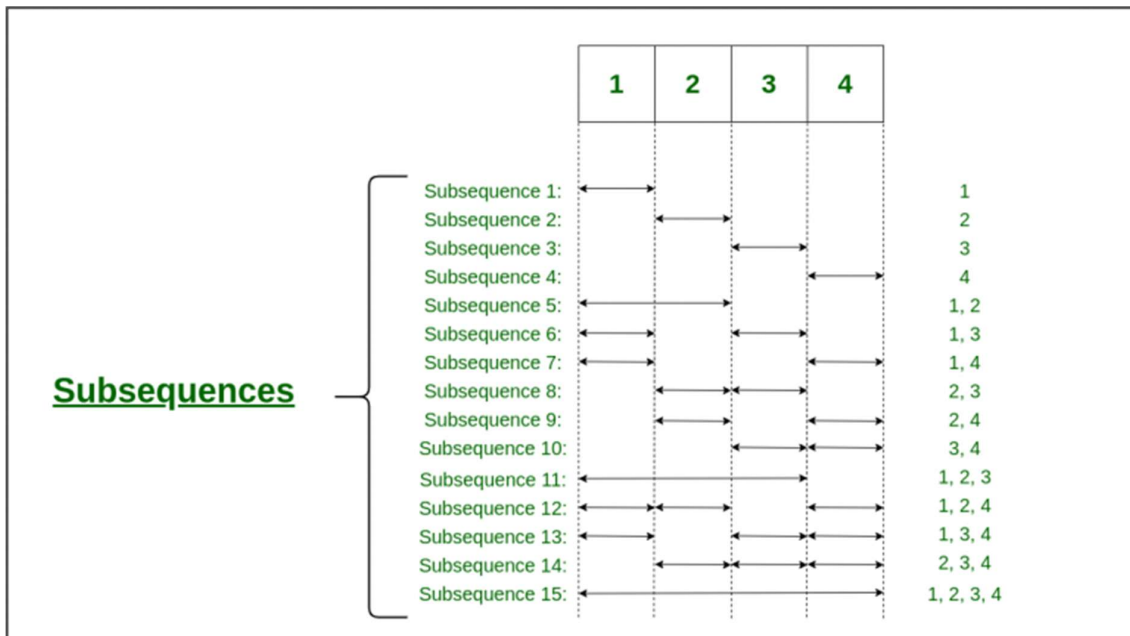 1 2 3 4
Subsequences
Subsequence 1: 1
Subsequence 2: 2
Subsequence 3: 3
Subsequence 4: 4
Subsequence 5: 1, 2
Subsequence 6: 1, 3
Subsequence 7: 1, 4
Subsequence 8: 2, 3
Subsequence 9: 2, 4
Subsequence 10: 3, 4
Subsequence 11: 1, 2, 3
Subsequence 12: 1, 2, 4
Subsequence 13: 1, 3, 4
Subsequence 14: 2, 3, 4
Subsequence 15: 1, 2, 3, 4